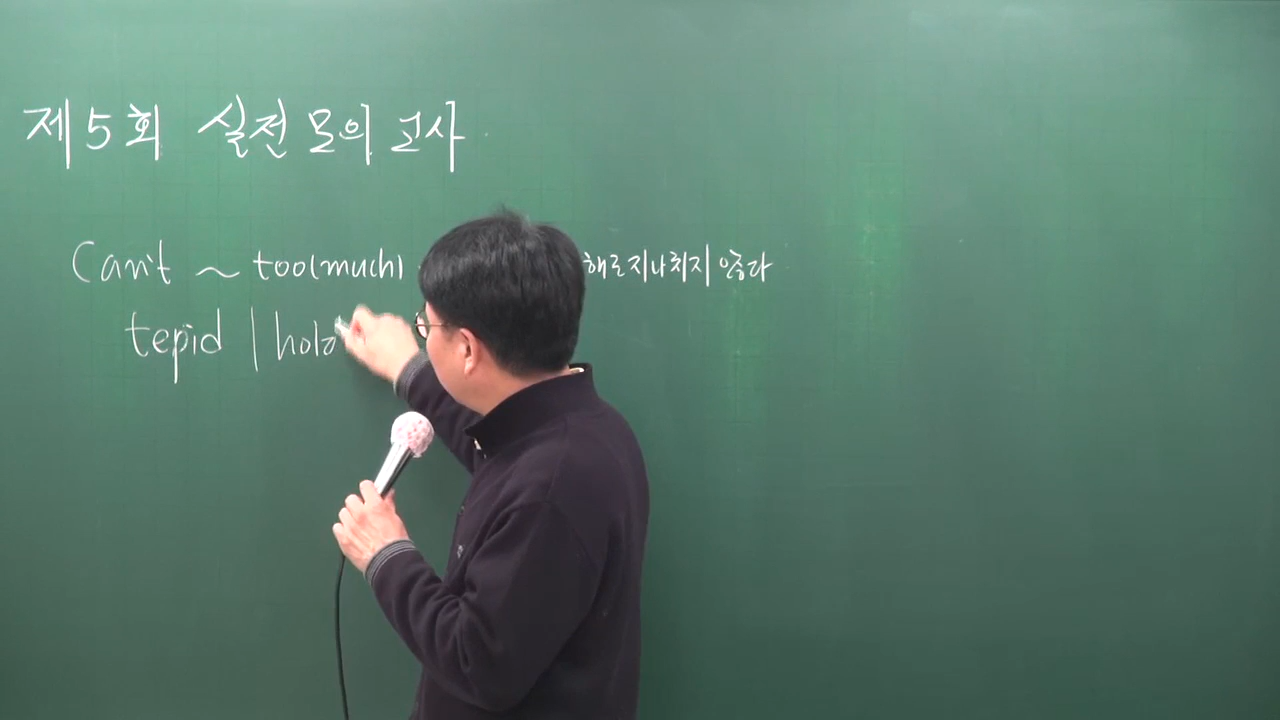 제5회 실전모의고사
Can't ~ too(much) 해도지나치지 않다
tepid | hold